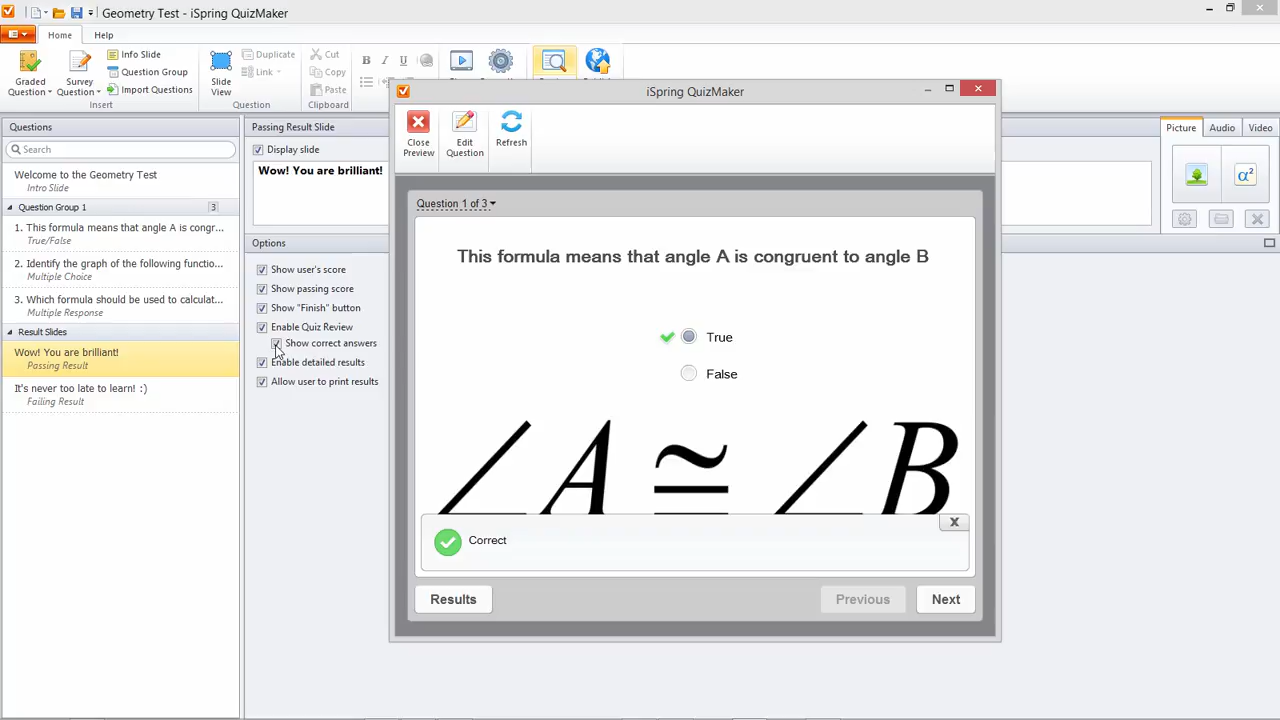 Geometry Test - iSpring QuizMaker
Home Help
Graded Question
Survey Question
Info Slide
Question Group
Import Questions
Insert
Slide View
Duplicate
Link
Question
Cut
Copy
Paste
Clipboard
B I U
Questions
Search
Welcome to the Geometry Test
Intro Slide
Question Group 1 3
1. This formula means that angle A is congr...
True/False
2. Identify the graph of the following functio...
Multiple Choice
3. Which formula should be used to calculat...
Multiple Response
Result Slides
Wow! You are brilliant!
Passing Result
It's never too late to learn! :)
Failing Result
Passing Result Slide
Display slide
Wow! You are brilliant!
Options
Show user's score
Show passing score
Show "Finish" button
Enable Quiz Review
Show correct answers
Enable detailed results
Allow user to print results
iSpring QuizMaker
Close Preview
Edit Question
Refresh
Question 1 of 3
This formula means that angle A is congruent to angle B
True
False
∠A ≅ ∠B
Correct
X
Results Previous Next
Picture Audio Video
α²